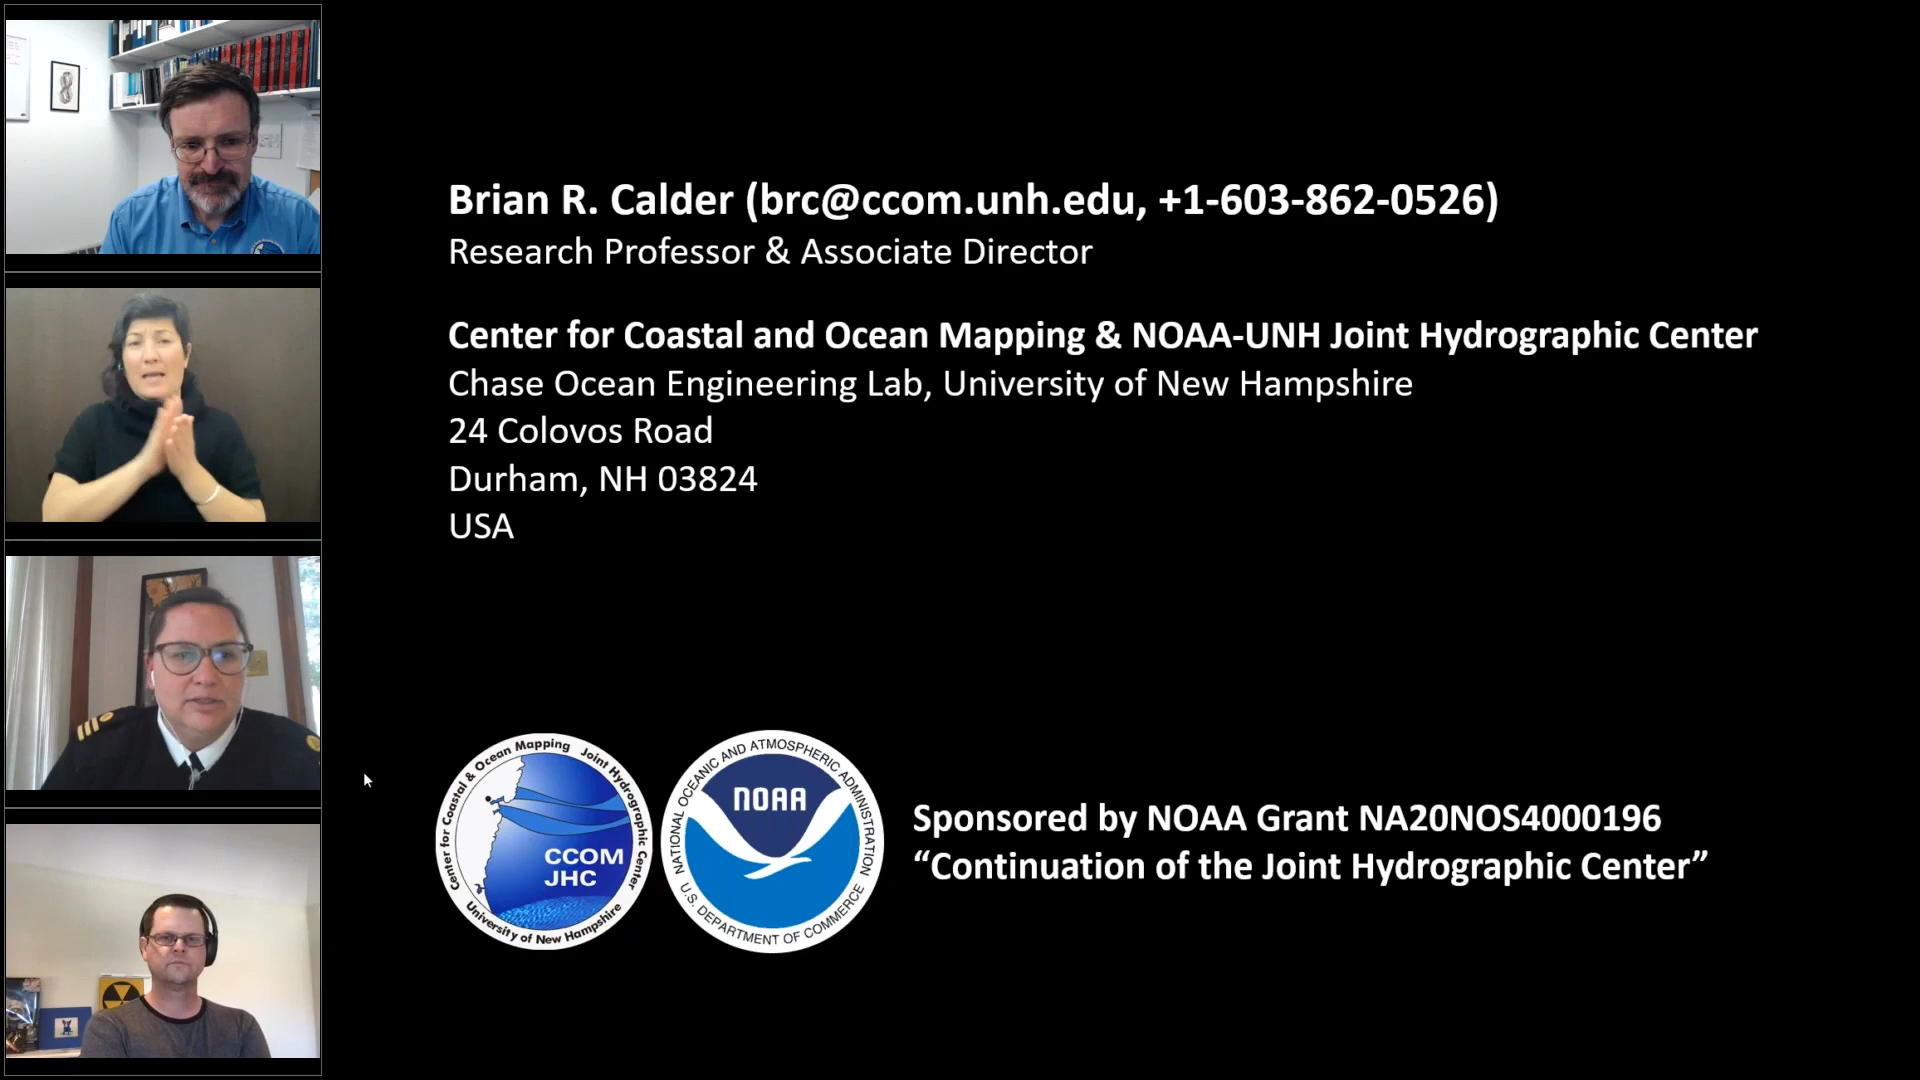 Brian R. Calder (brc@ccom.unh.edu, +1-603-862-0526)
Research Professor & Associate Director
Center for Coastal and Ocean Mapping & NOAA-UNH Joint Hydrographic Center
Chase Ocean Engineering Lab, University of New Hampshire
24 Colovos Road
Durham, NH 03824
USA
Center for Coastal & Ocean Mapping Joint Hydrographic Center
CCOM
JHC
University of New Hampshire
NATIONAL OCEANIC AND ATMOSPHERIC ADMINISTRATION
NOAA
U.S. DEPARTMENT OF COMMERCE
Sponsored by NOAA Grant NA20NOS4000196
“Continuation of the Joint Hydrographic Center”